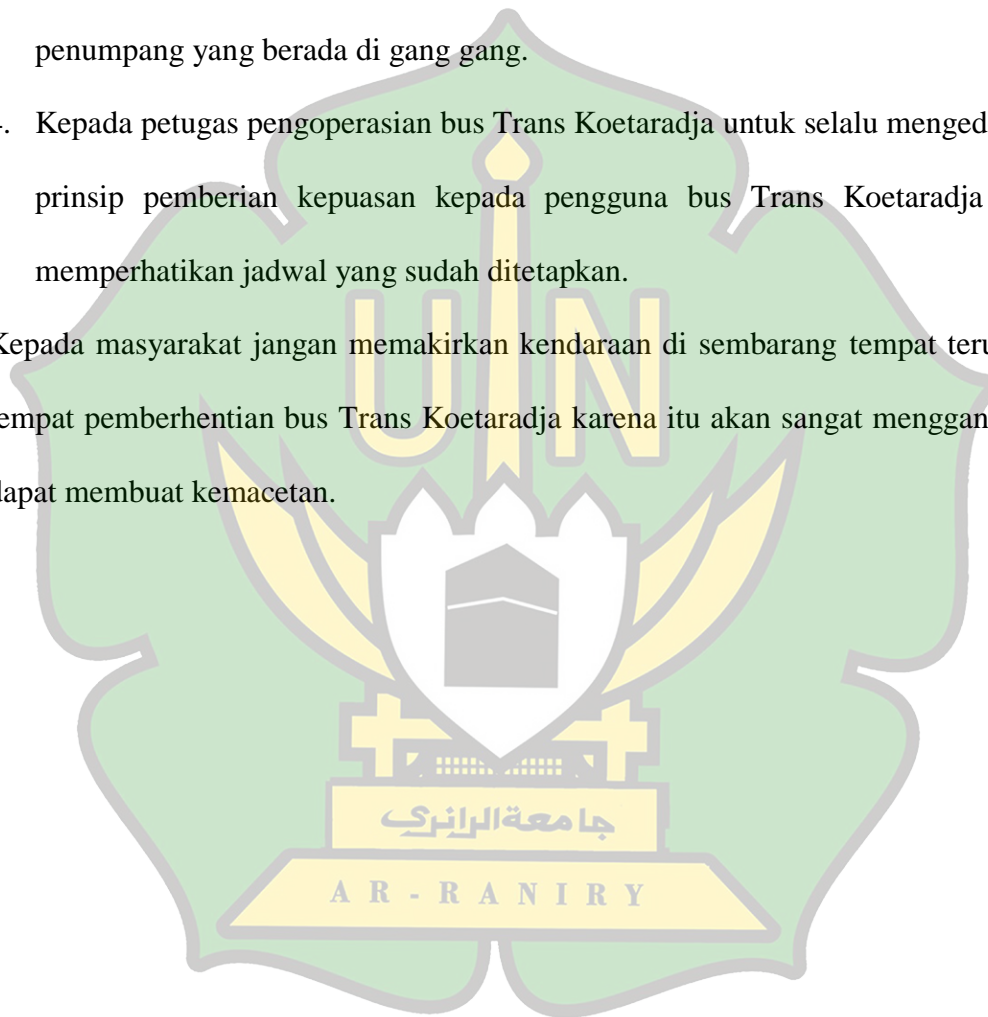 penumpang yang berada di gang gang.
Kepada petugas pengoperasian bus Trans Koetaradja untuk selalu menged
prinsip pemberian kepuasan kepada pengguna bus Trans Koetaradja
memperhatikan jadwal yang sudah ditetapkan.
Kepada masyarakat jangan memakirkan kendaraan di sembarang tempat teru
empat pemberhentian bus Trans Koetaradja karena itu akan sangat menggan
dapat membuat kemacetan.
UIN
جامعة الرانري
AR-RANIRY